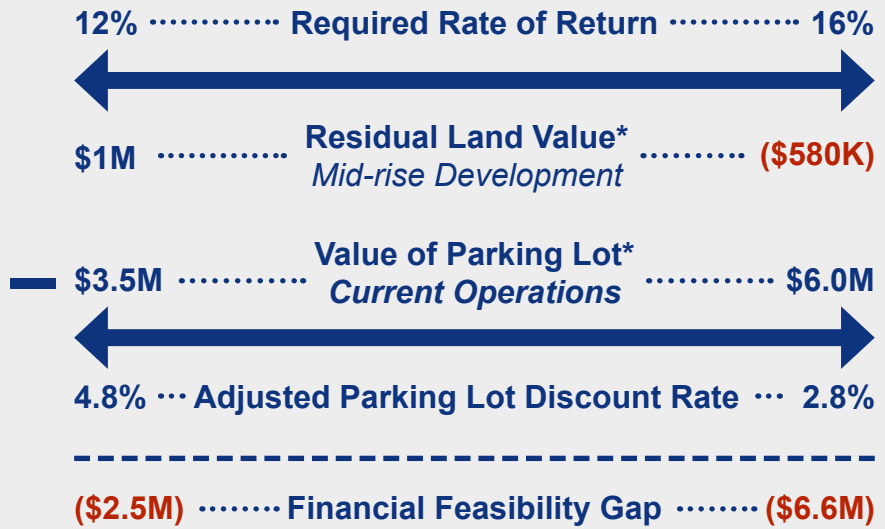 12% Required Rate of Return 16%
Residual Land Value*
$1M Mid-rise Development ($580K)
Value of Parking Lot*
$3.5M Current Operations $6.0M
4.8% Adjusted Parking Lot Discount Rate 2.8%
($2.5M) Financial Feasibility Gap ($6.6M)